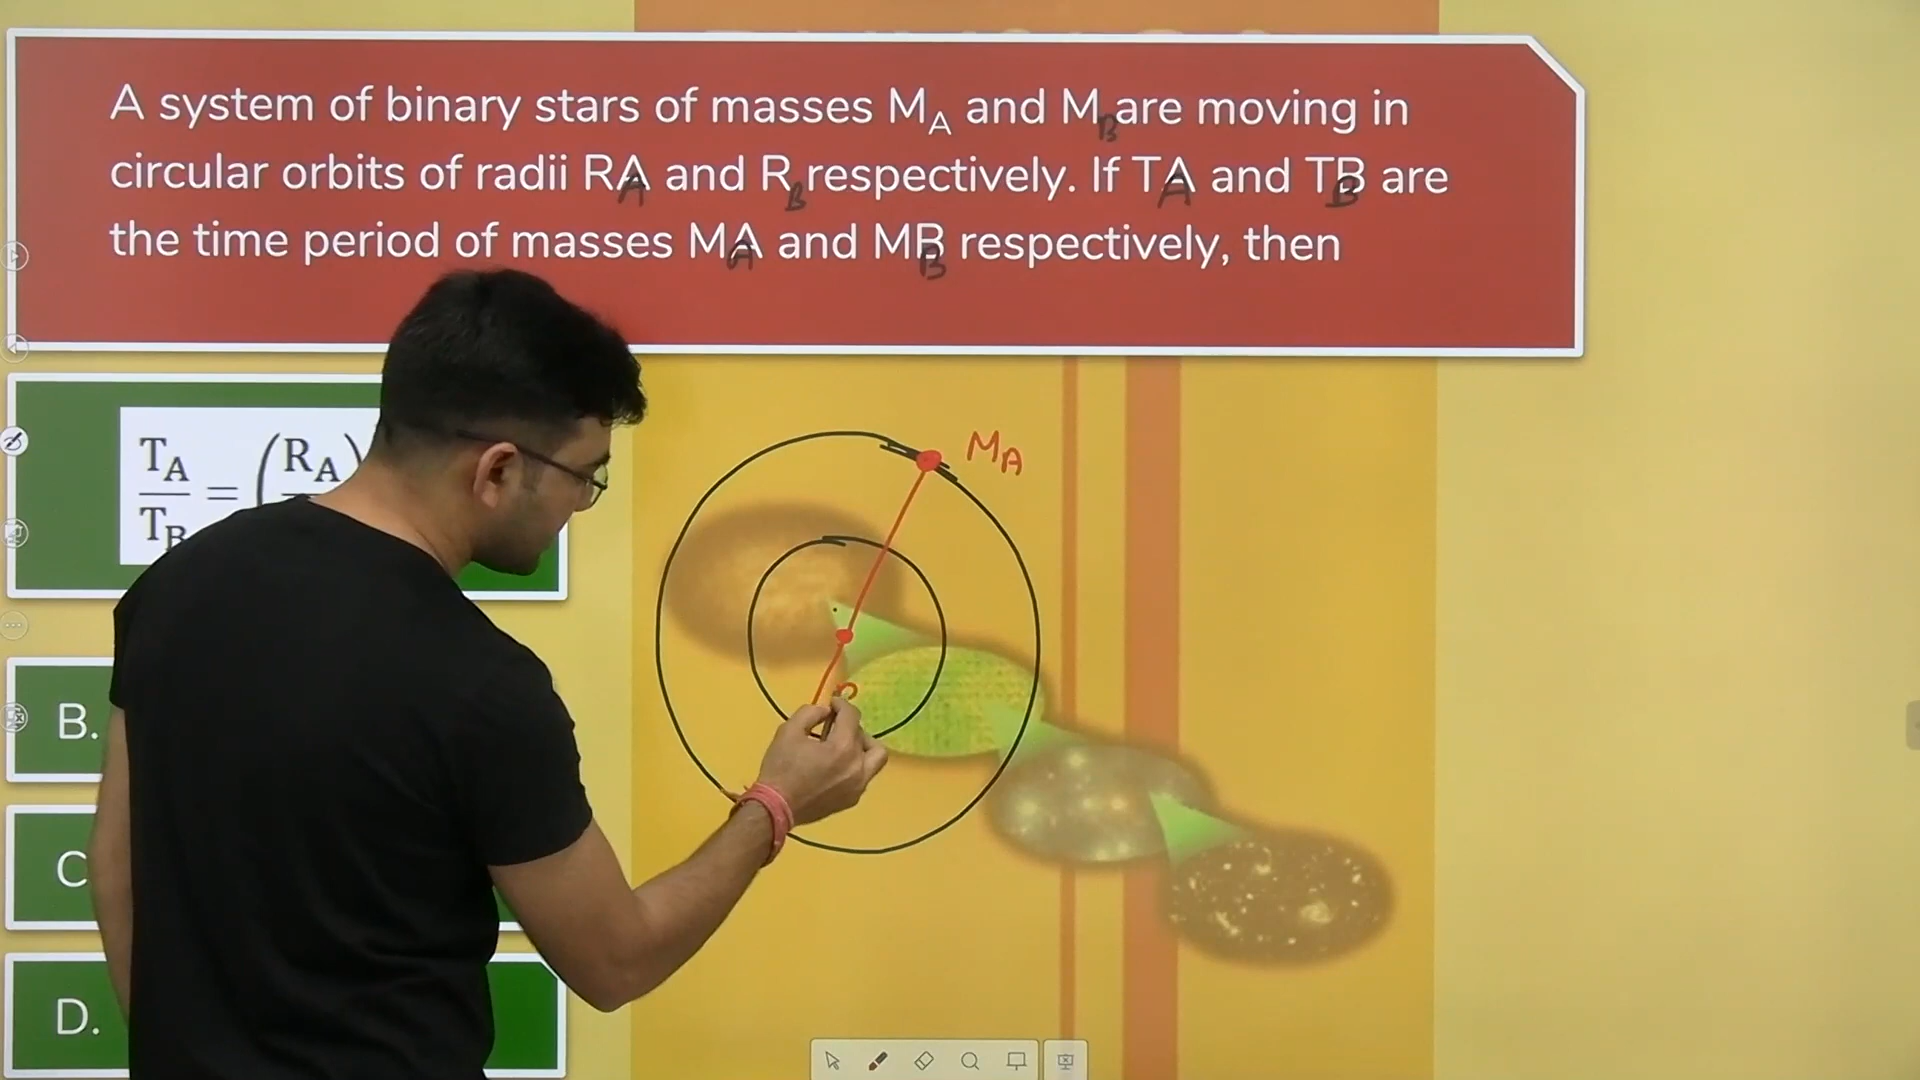 A system of binary stars of masses MA and M are moving in
B
circular orbits of radii RA and R respectively. If TA and TB are
A B A B
the time period of masses MA and MB respectively, then
A B
TA/TB = (RA
MA
B.
C
D.